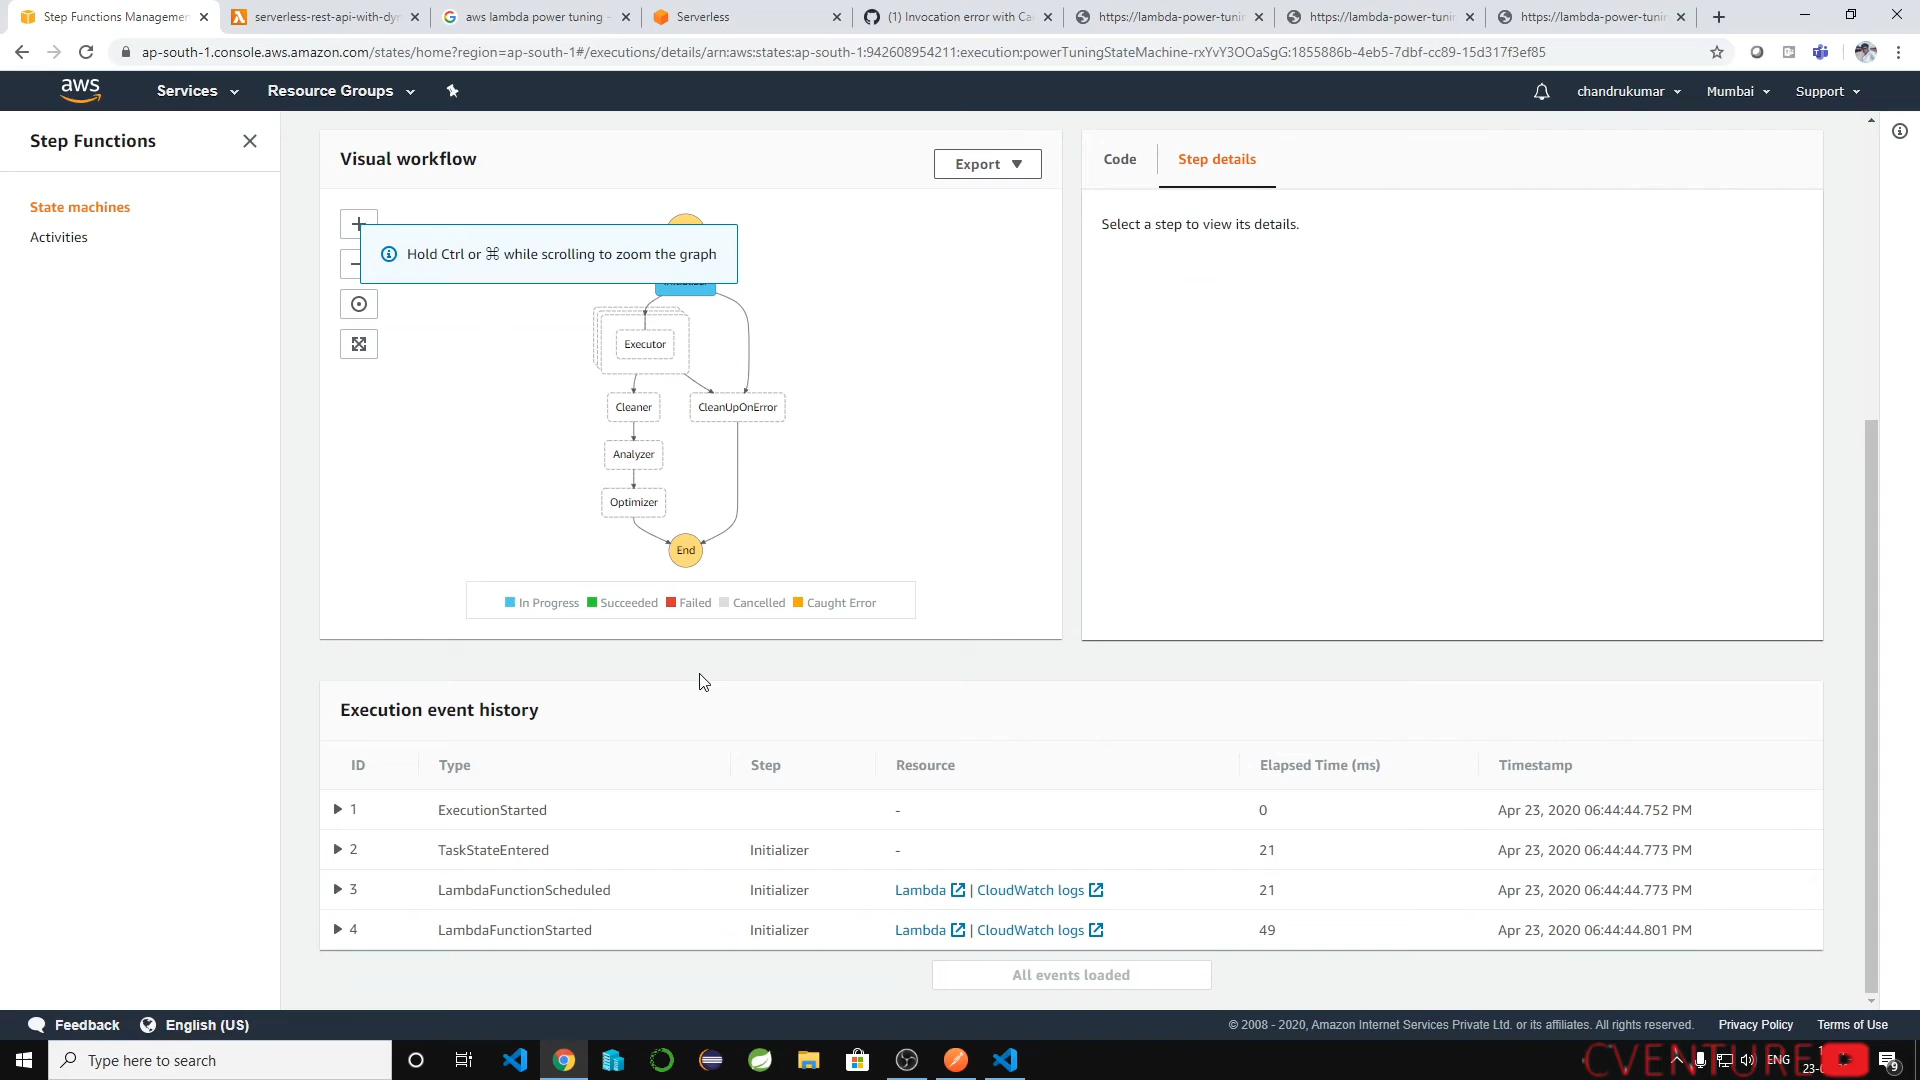 Step Functions Managemen
serverless-rest-api-with-dyn
aws lambda power tuning -
Serverless
(1) Invocation error with Ca
https://lambda-power-tunin
https://lambda-power-tunin
https://lambda-power-tunin
ap-south-1.console.aws.amazon.com/states/home?region=ap-south-1#/executions/details/arn:aws:states:ap-south-1:942608954211:execution:powerTuningStateMachine-rxYvY3OOaSgG:1855886b-4eb5-7dbf-cc89-15d317f3ef85
aws
Services
Resource Groups
chandrukumar
Mumbai
Support
Step Functions
State machines
Activities
Visual workflow
Export
Hold Ctrl or ⌘ while scrolling to zoom the graph
Executor
Cleaner
CleanUpOnError
Analyzer
Optimizer
End
In Progress Succeeded Failed Cancelled Caught Error
Code
Step details
Select a step to view its details.
Execution event history
ID Type Step Resource Elapsed Time (ms) Timestamp
1 ExecutionStarted - 0 Apr 23, 2020 06:44:44.752 PM
2 TaskStateEntered Initializer - 21 Apr 23, 2020 06:44:44.773 PM
3 LambdaFunctionScheduled Initializer Lambda | CloudWatch logs 21 Apr 23, 2020 06:44:44.773 PM
4 LambdaFunctionStarted Initializer Lambda | CloudWatch logs 49 Apr 23, 2020 06:44:44.801 PM
All events loaded
Feedback
English (US)
© 2008 - 2020, Amazon Internet Services Private Ltd. or its affiliates. All rights reserved.
Privacy Policy
Terms of Use
Type here to search
CVENTURE
ENG
9